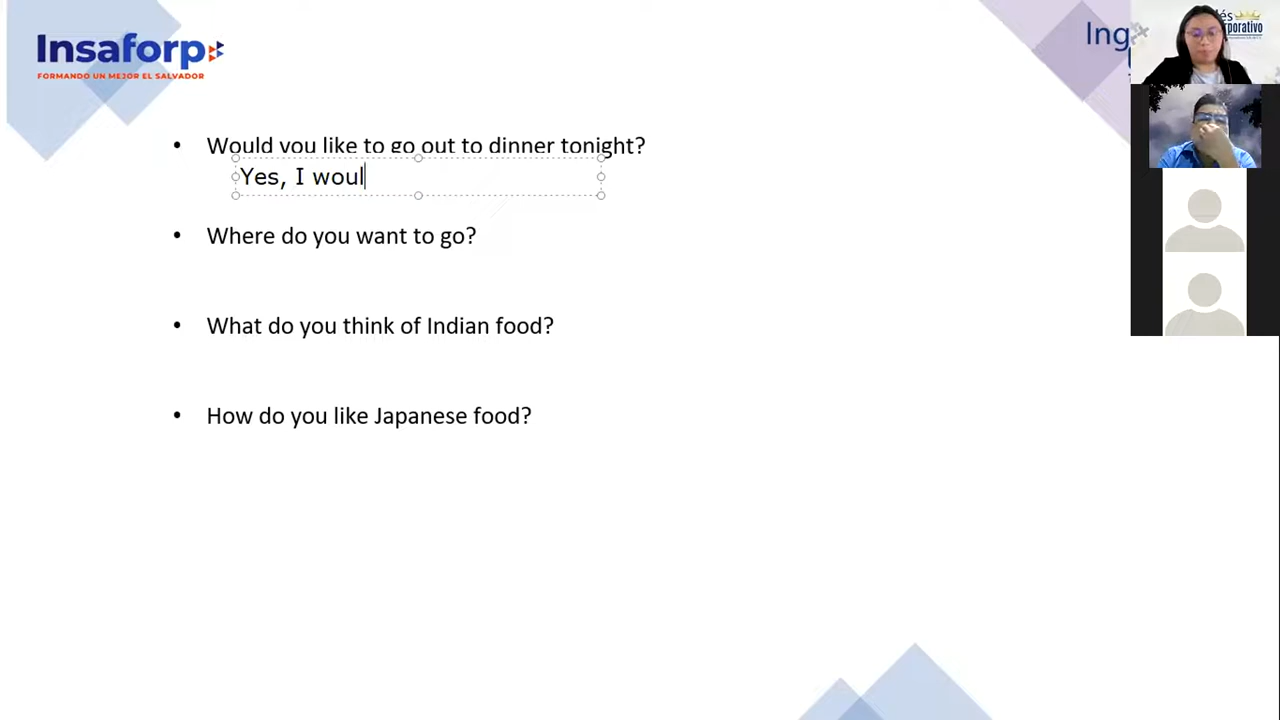 Insaforp
FORMANDO UN MEJOR EL SALVADOR
Ing
• Would you like to go out to dinner tonight?
Yes, I woul
• Where do you want to go?
• What do you think of Indian food?
• How do you like Japanese food?